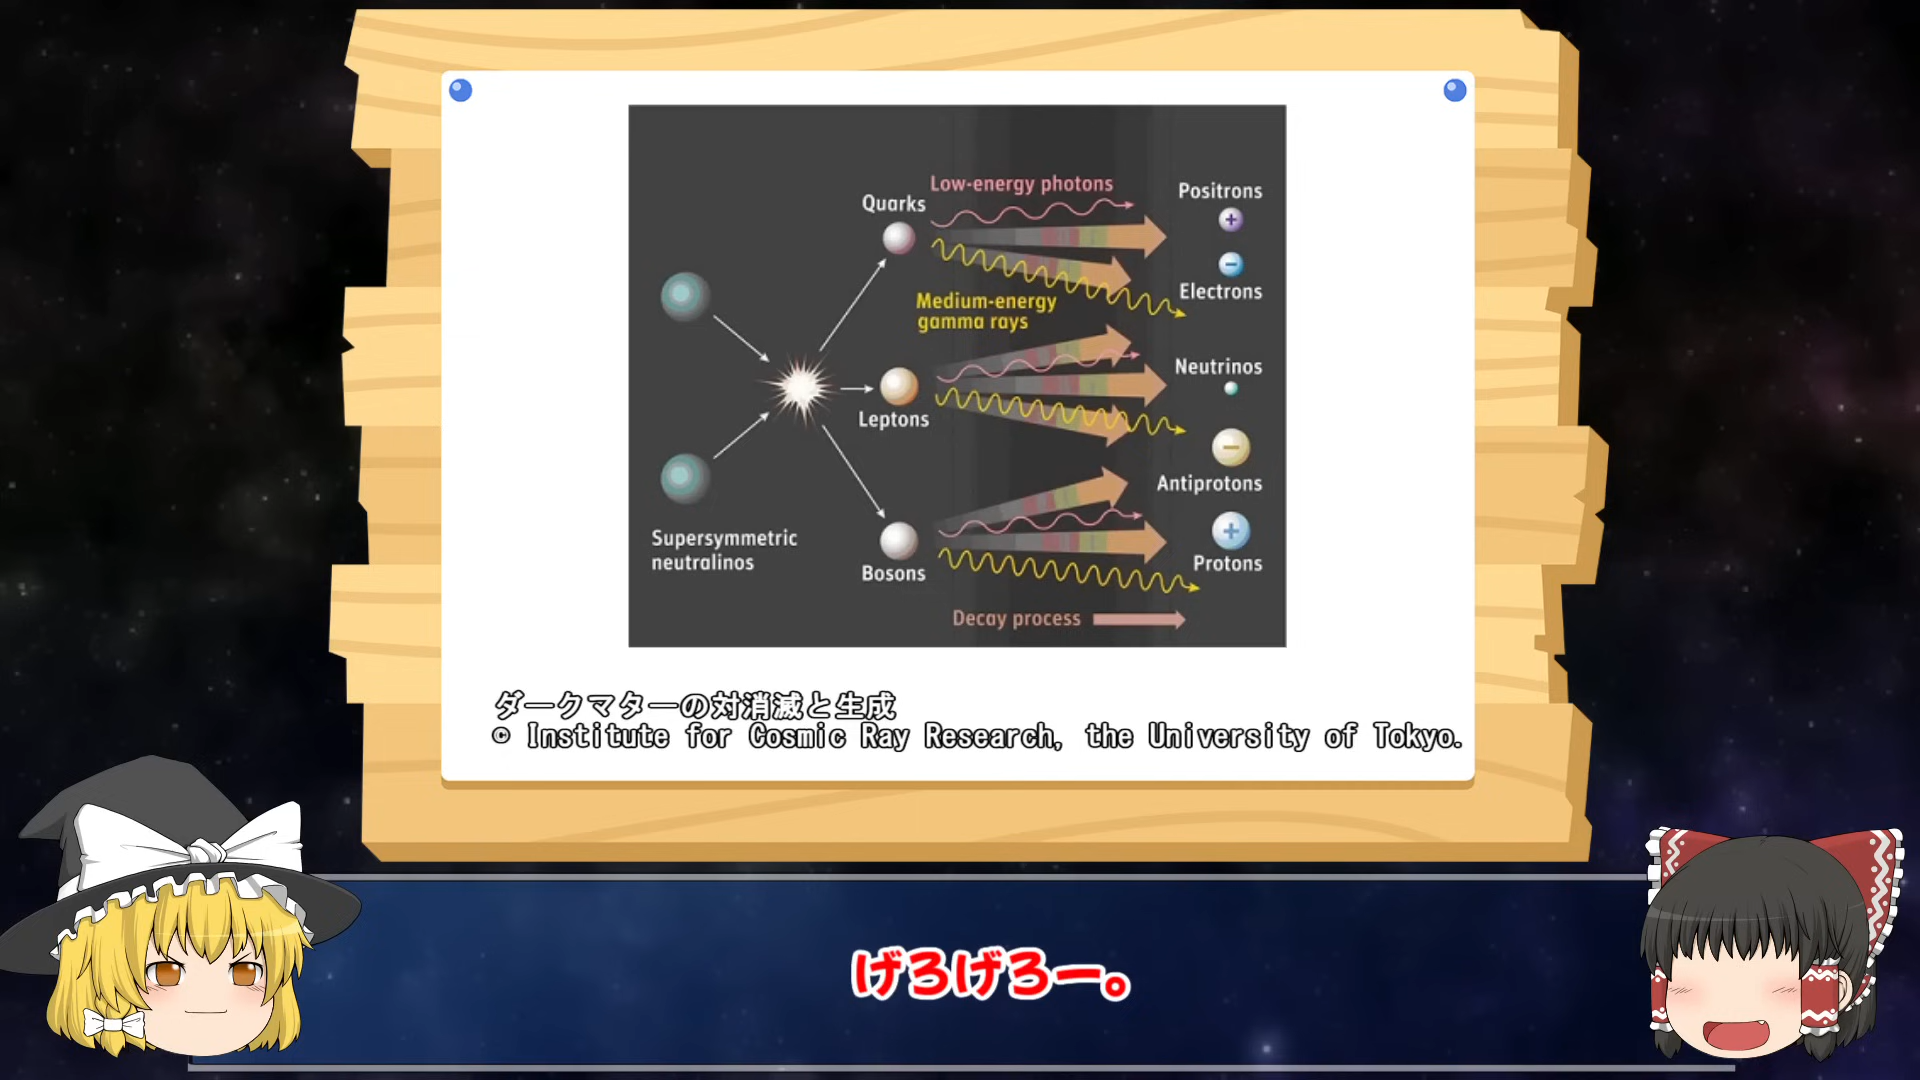 Low-energy photons
Quarks
Positrons
Electrons
Medium-energy
gamma rays
Neutrinos
Leptons
Antiprotons
Supersymmetric
neutralinos
Bosons
Protons
Decay process
ダークマターの対消滅と生成
© Institute for Cosmic Ray Research, the University of Tokyo.
げろげろー。